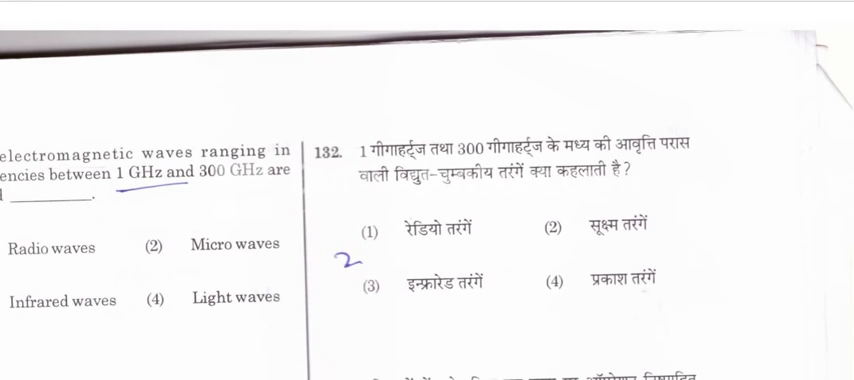 electromagnetic waves ranging in
encies between 1 GHz and 300 GHz are
__________.
Radio waves (2) Micro waves
Infrared waves (4) Light waves
132. 1 गीगाहर्ट्ज तथा 300 गीगाहर्ट्ज के मध्य की आवृत्ति परास
वाली विद्युत-चुम्बकीय तरंगें क्या कहलाती है?
(1) रेडियो तरंगें (2) सूक्ष्म तरंगें
2
(3) इन्फ्रारेड तरंगें (4) प्रकाश तरंगें